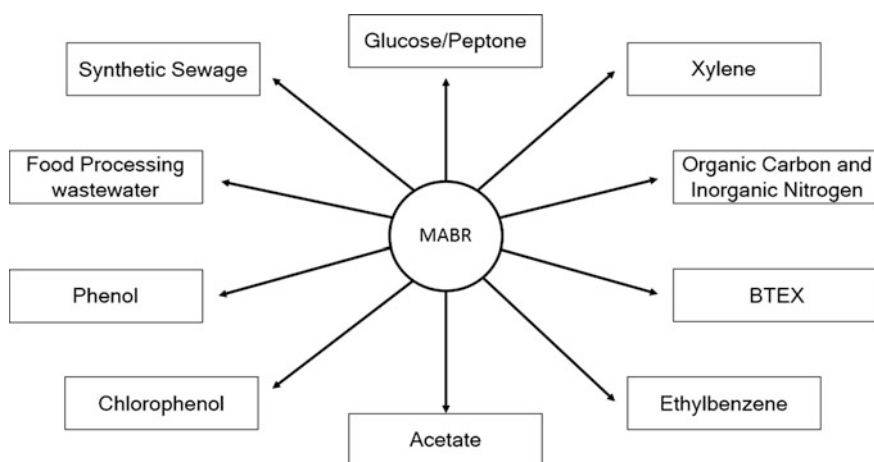 Glucose/Peptone
Synthetic Sewage
Xylene
Food Processing
wastewater
Organic Carbon and
Inorganic Nitrogen
MABR
Phenol
BTEX
Chlorophenol
Ethylbenzene
Acetate